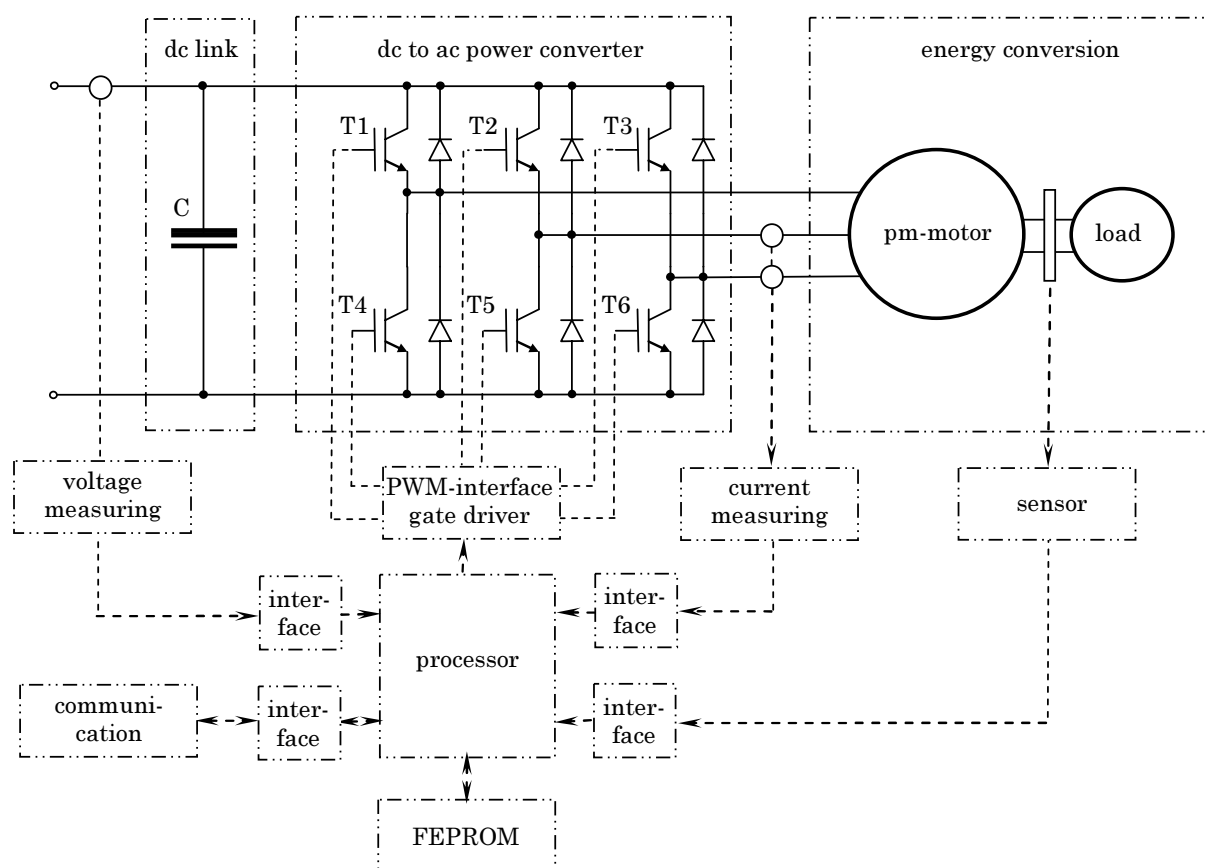 dc link
dc to ac power converter
energy conversion
T1
T2
T3
C
pm-motor
load
T4
T5
T6
voltage
measuring
PWM-interface
gate driver
current
measuring
sensor
inter-
face
inter-
face
processor
communi-
cation
inter-
face
inter-
face
FEPROM